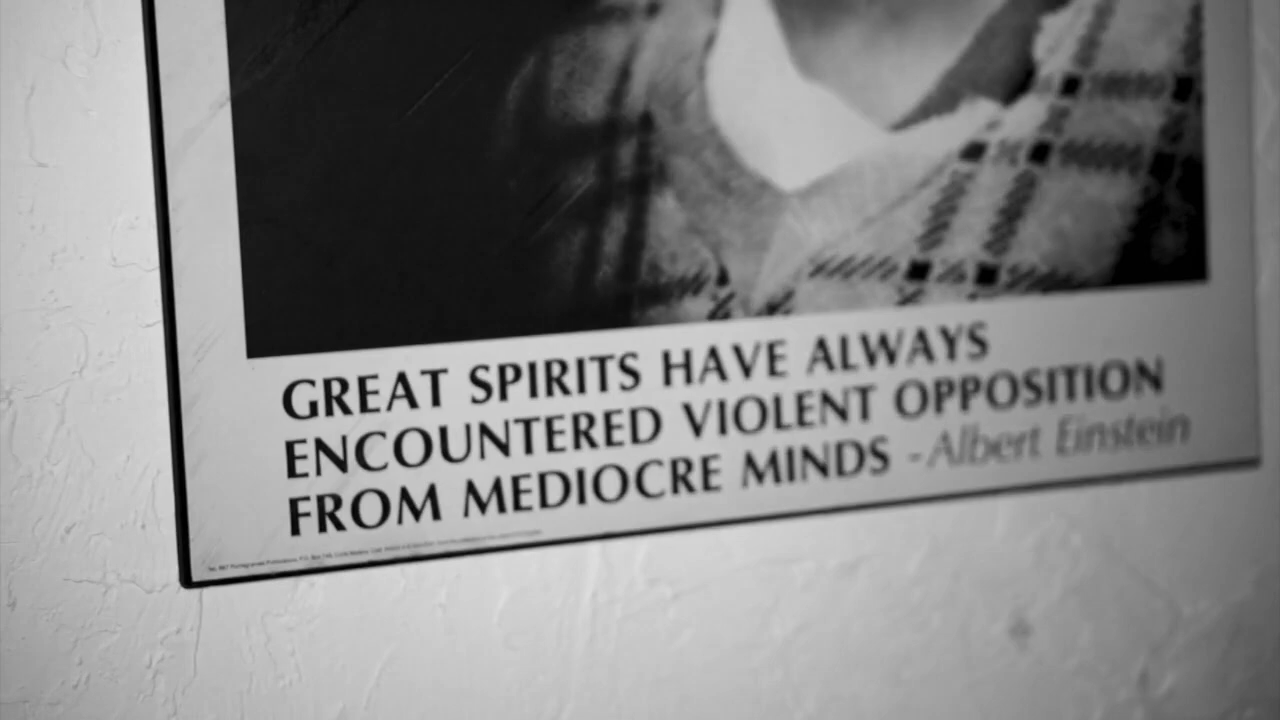 GREAT SPIRITS HAVE ALWAYS
ENCOUNTERED VIOLENT OPPOSITION
FROM MEDIOCRE MINDS -Albert Einstein